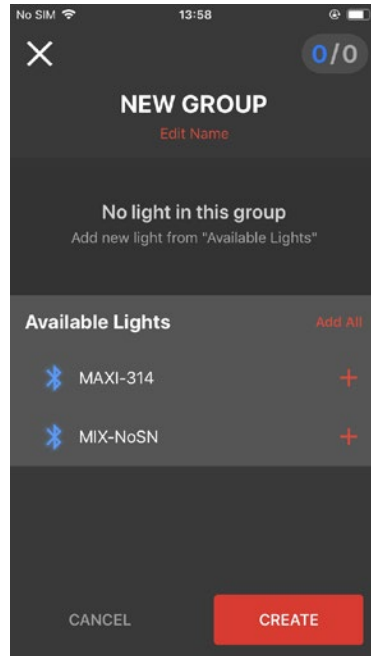 No SIM 13:58
0/0
NEW GROUP
Edit Name
No light in this group
Add new light from "Available Lights"
Available Lights Add All
MAXI-314
MIX-NoSN
CANCEL CREATE